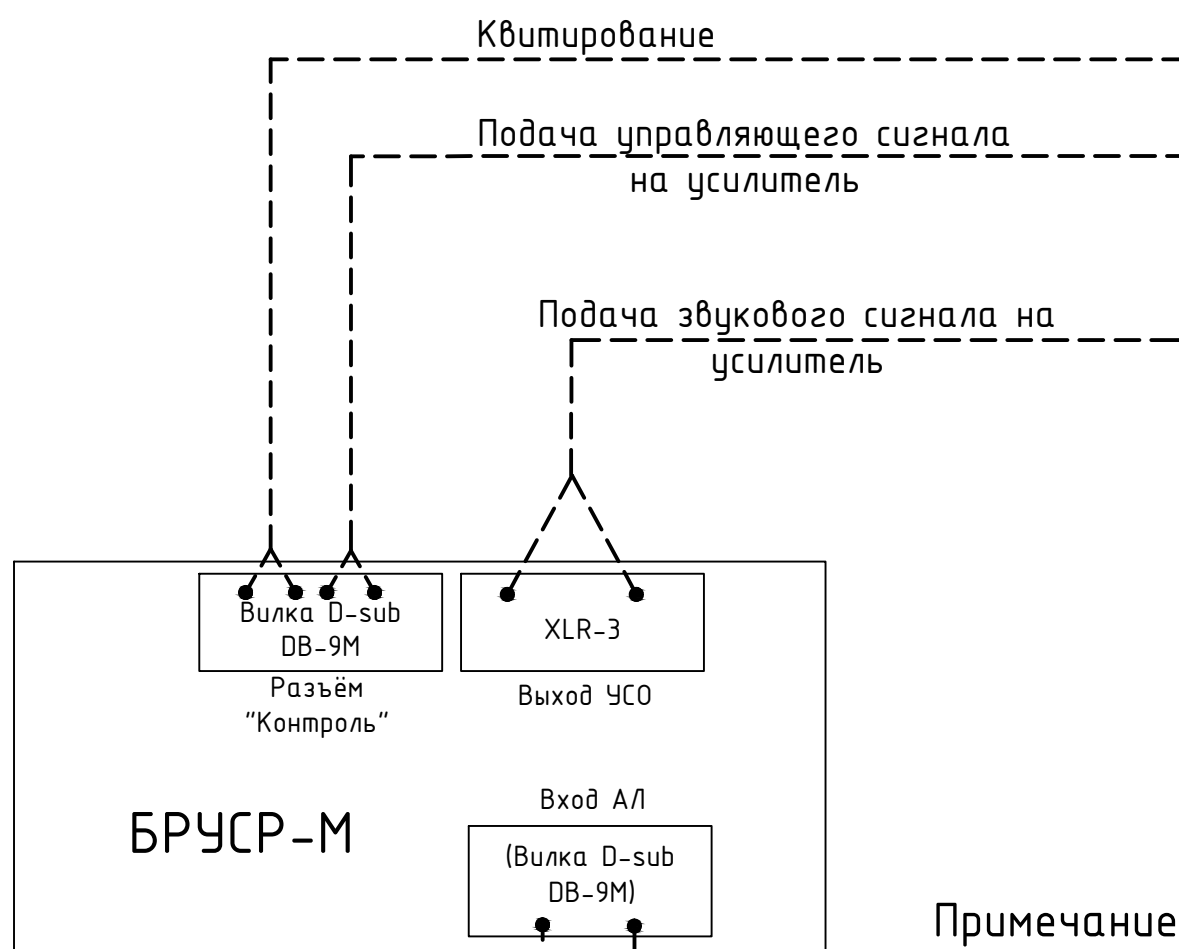 Квитирование
Подача управляющего сигнала
на усилитель
Подача звукового сигнала на
усилитель
Вилка D-sub
DB-9M
Разъём
"Контроль"
XLR-3
Выход УСО
БРУСР-М
Вход АЛ
(Вилка D-sub
DB-9M)
Примечание